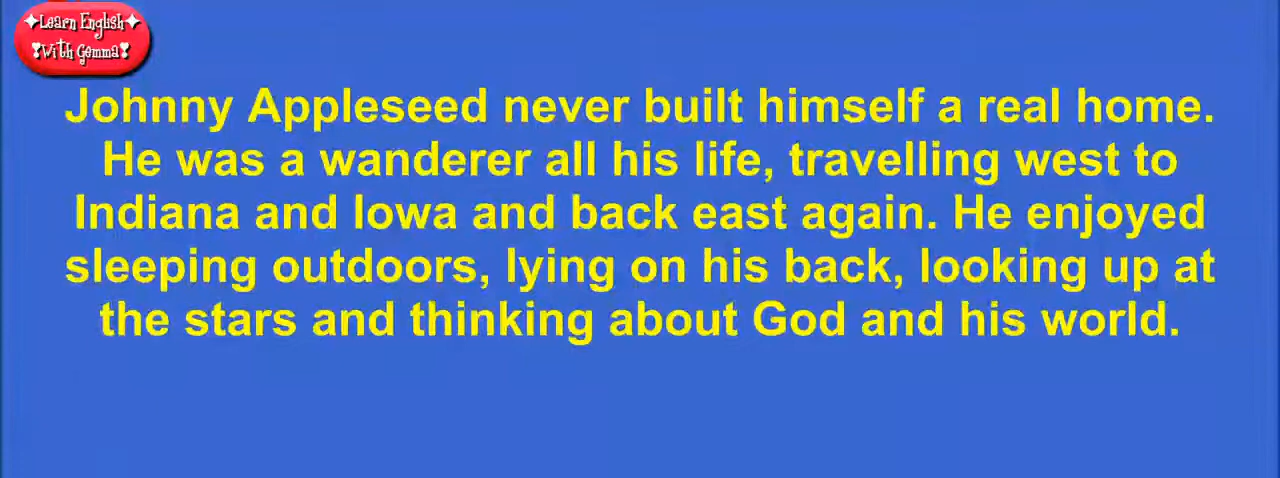 ✦Learn English✦
❣With Gemma❣
Johnny Appleseed never built himself a real home.
He was a wanderer all his life, travelling west to
Indiana and Iowa and back east again. He enjoyed
sleeping outdoors, lying on his back, looking up at
the stars and thinking about God and his world.